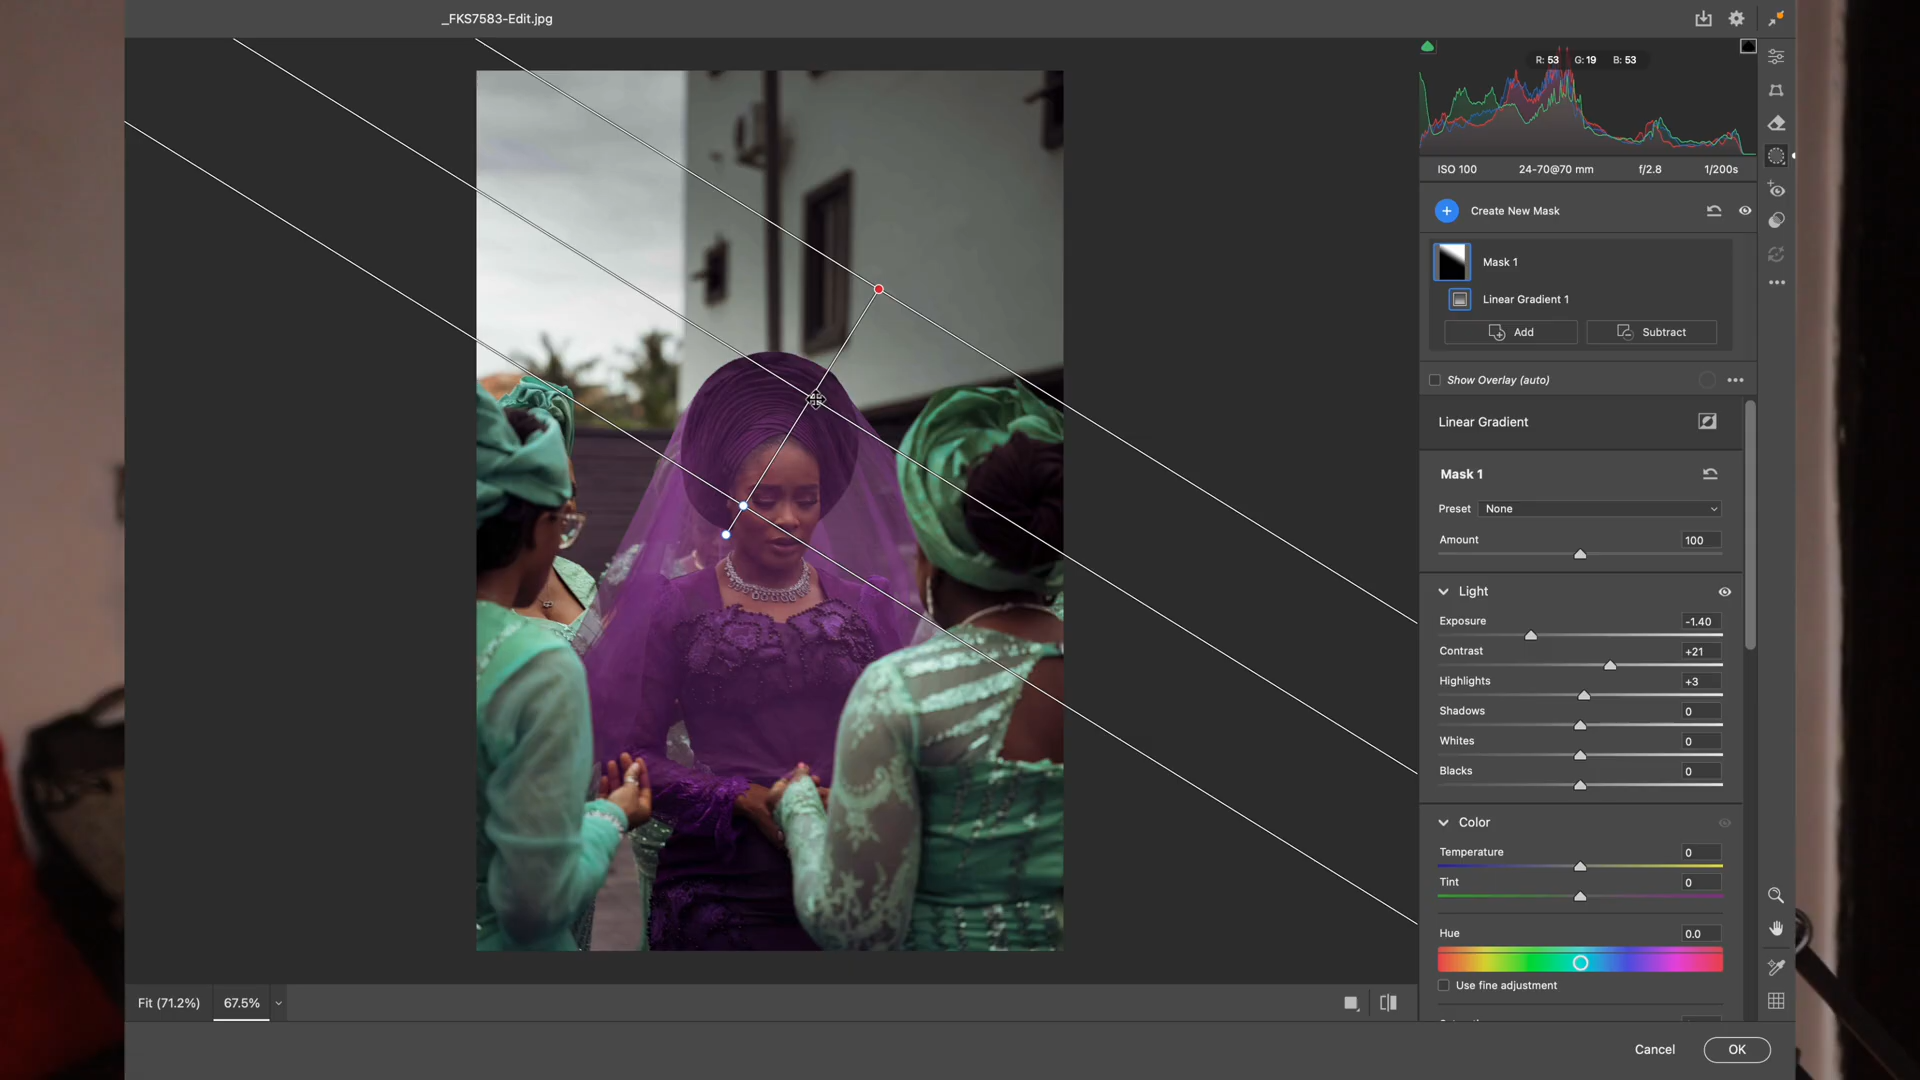 _FKS7583-Edit.jpg
R: 53 G: 19 B: 53
ISO 100 24-70@70 mm f/2.8 1/200s
Create New Mask
Mask 1
Linear Gradient 1
Add Subtract
Show Overlay (auto)
Linear Gradient
Mask 1
Preset None
Amount 100
Light
Exposure -1.40
Contrast +21
Highlights +3
Shadows 0
Whites 0
Blacks 0
Color
Temperature 0
Tint 0
Hue 0.0
Use fine adjustment
Fit (71.2%) 67.5%
Cancel OK